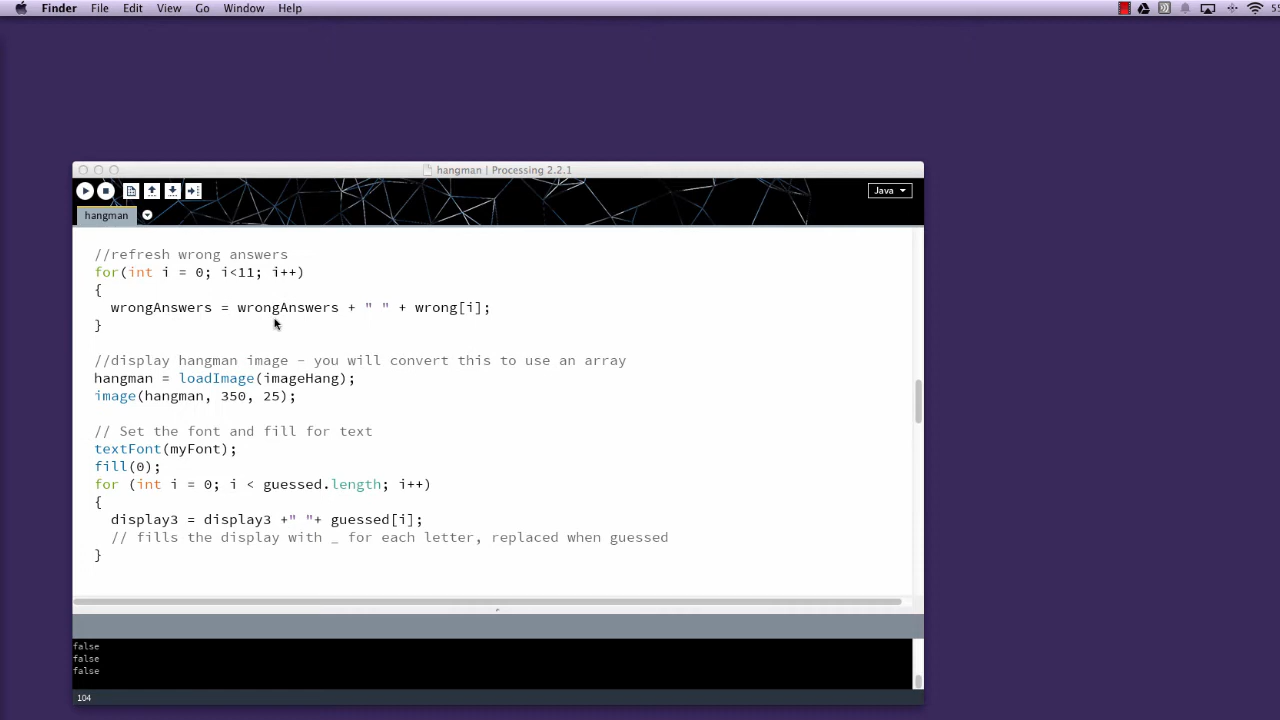 Finder File Edit View Go Window Help
hangman | Processing 2.2.1
Java
hangman
//refresh wrong answers
for(int i = 0; i<11; i++)
{
wrongAnswers = wrongAnswers + " " + wrong[i];
}
//display hangman image - you will convert this to use an array
hangman = loadImage(imageHang);
image(hangman, 350, 25);
// Set the font and fill for text
textFont(myFont);
fill(0);
for (int i = 0; i < guessed.length; i++)
{
display3 = display3 +" "+ guessed[i];
// fills the display with _ for each letter, replaced when guessed
}
false
false
false
104